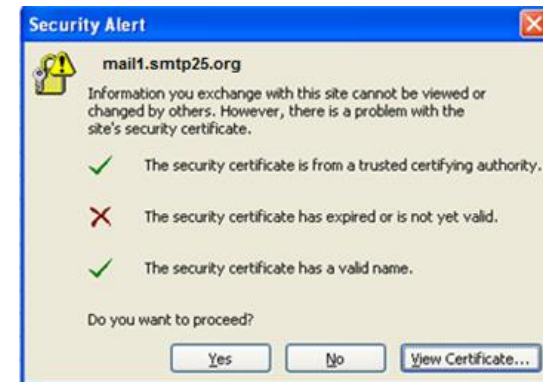 Security Alert
mail1.smtp25.org
Information you exchange with this site cannot be viewed or
changed by others. However, there is a problem with the
site's security certificate.
The security certificate is from a trusted certifying authority.
The security certificate has expired or is not yet valid.
The security certificate has a valid name.
Do you want to proceed?
Yes No View Certificate...